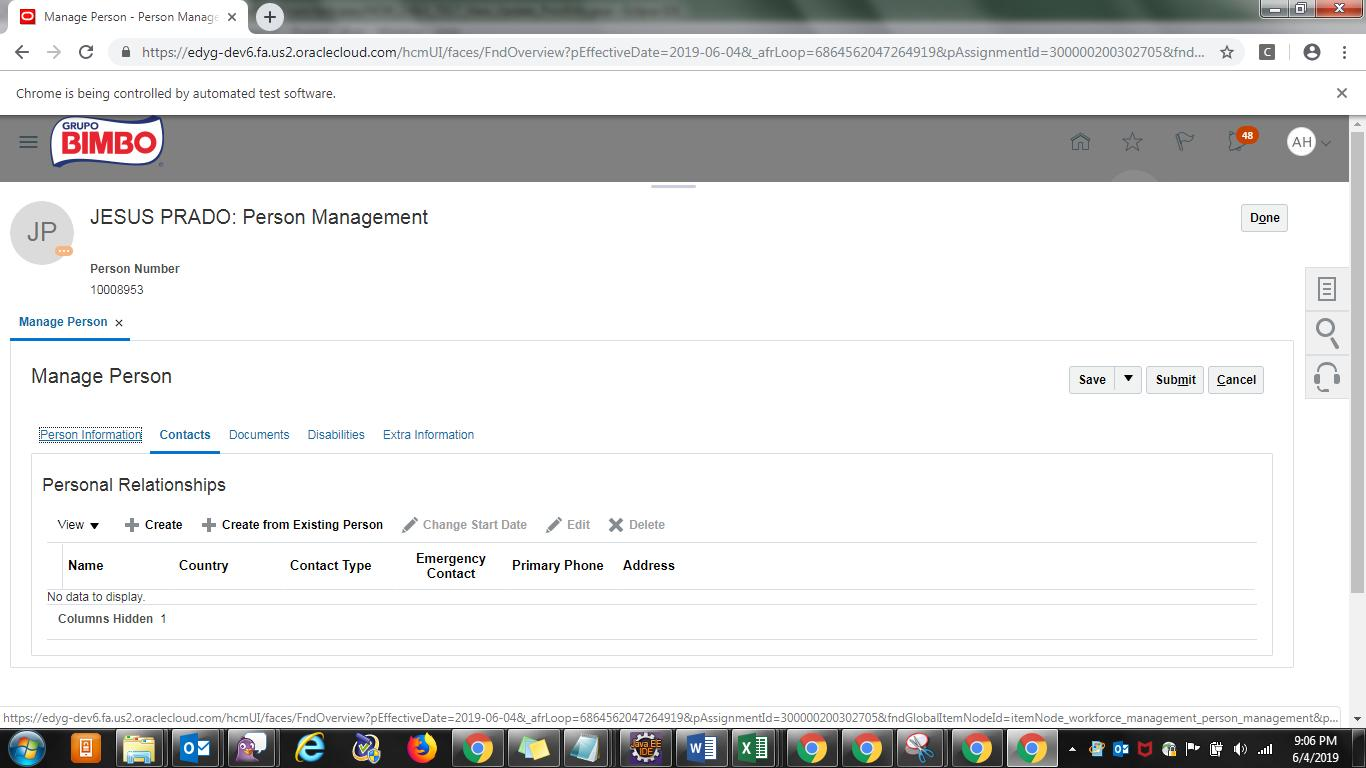 Manage Person - Person Manage
https://edyg-dev6.fa.us2.oraclecloud.com/hcmUI/faces/FndOverview?pEffectiveDate=2019-06-04&_afrLoop=6864562047264919&pAssignmentId=300000200302705&fnd...
C
Chrome is being controlled by automated test software.
GRUPO
BIMBO
48
AH
JP
JESUS PRADO: Person Management
Done
Person Number
10008953
Manage Person
Manage Person
Save
Submit
Cancel
Person Information Contacts Documents Disabilities Extra Information
Personal Relationships
View Create Create from Existing Person Change Start Date Edit Delete
Name Country Contact Type Emergency Contact Primary Phone Address
No data to display.
Columns Hidden 1
https://edyg-dev6.fa.us2.oraclecloud.com/hcmUI/faces/FndOverview?pEffectiveDate=2019-06-04&_afrLoop=6864562047264919&pAssignmentId=300000200302705&fndGlobalItemNodeId=itemNode_workforce_management_person_management&p...
Java EE
IDE
9:06 PM
6/4/2019